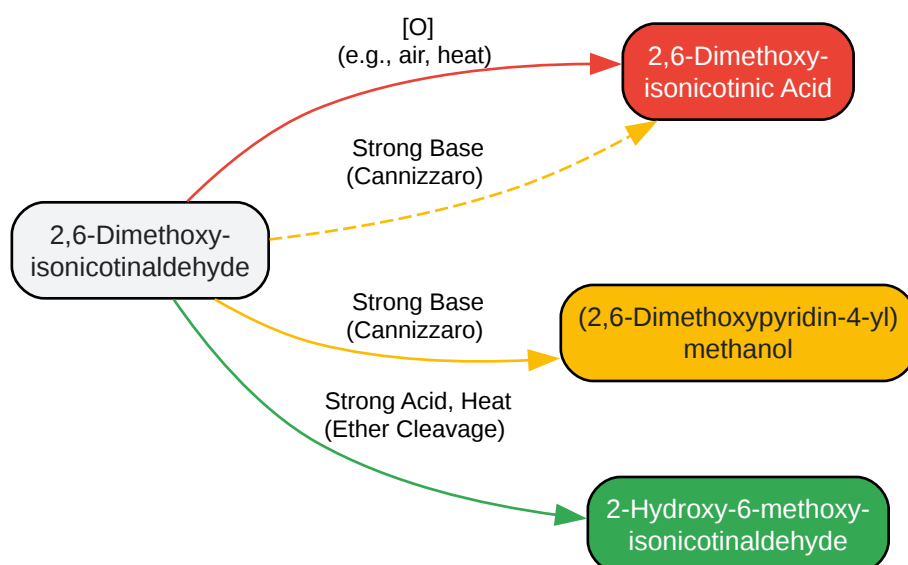 [O]
(e.g., air, heat)
2,6-Dimethoxy-
isonicotinic Acid
Strong Base
(Cannizzaro)
2,6-Dimethoxy-
isonicotinaldehyde
Strong Base
(Cannizzaro)
(2,6-Dimethoxypyridin-4-yl)
methanol
Strong Acid, Heat
(Ether Cleavage)
2-Hydroxy-6-methoxy-
isonicotinaldehyde